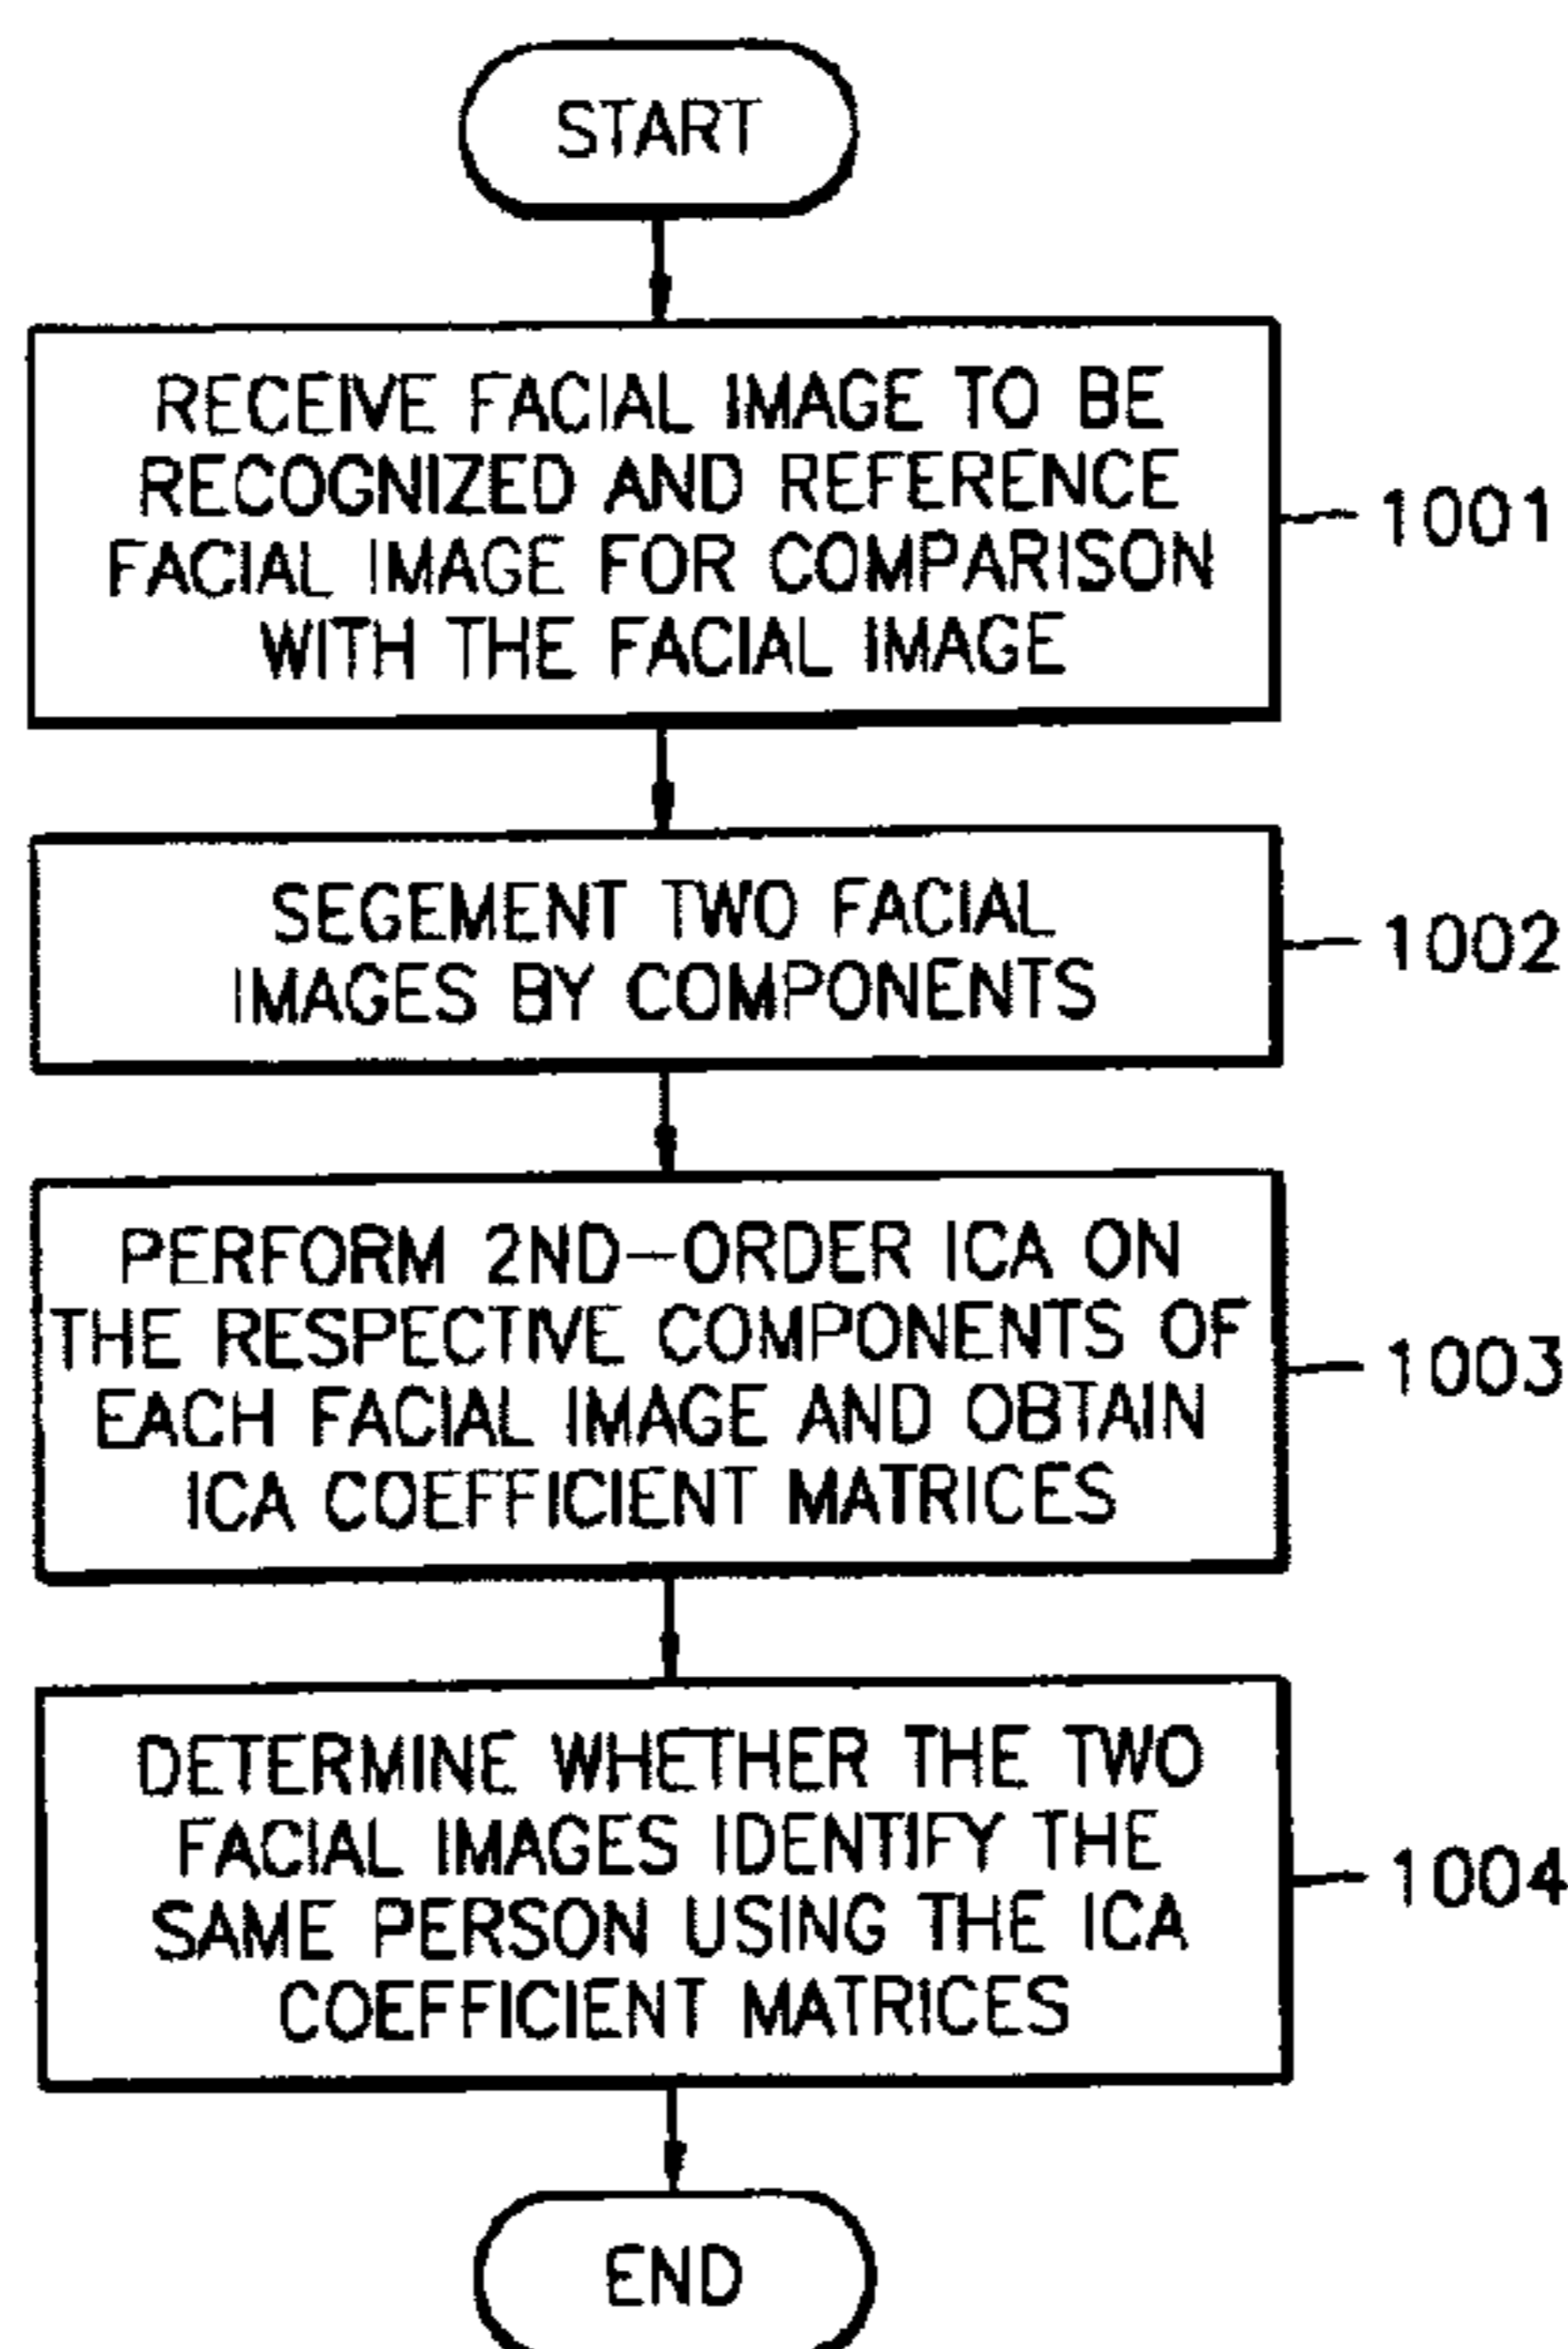 START
RECEIVE FACIAL IMAGE TO BE
RECOGNIZED AND REFERENCE
FACIAL IMAGE FOR COMPARISON
WITH THE FACIAL IMAGE
1001
SEGEMENT TWO FACIAL
IMAGES BY COMPONENTS
1002
PERFORM 2ND-ORDER ICA ON
THE RESPECTIVE COMPONENTS OF
EACH FACIAL IMAGE AND OBTAIN
ICA COEFFICIENT MATRICES
1003
DETERMINE WHETHER THE TWO
FACIAL IMAGES IDENTIFY THE
SAME PERSON USING THE ICA
COEFFICIENT MATRICES
1004
END